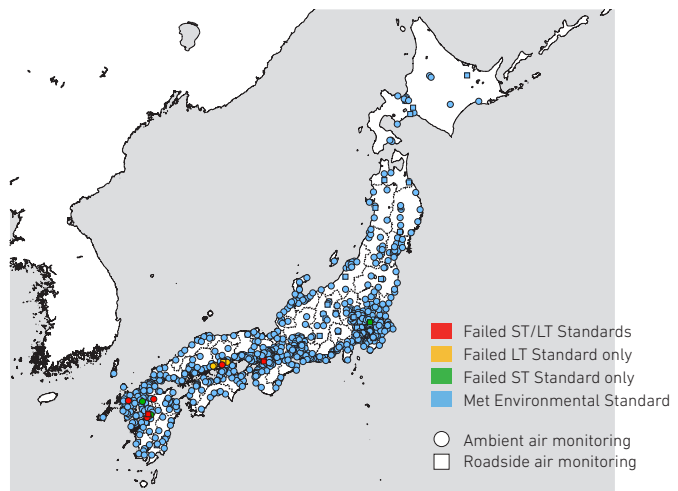 Failed ST/LT Standards
Failed LT Standard only
Failed ST Standard only
Met Environmental Standard
Ambient air monitoring
Roadside air monitoring